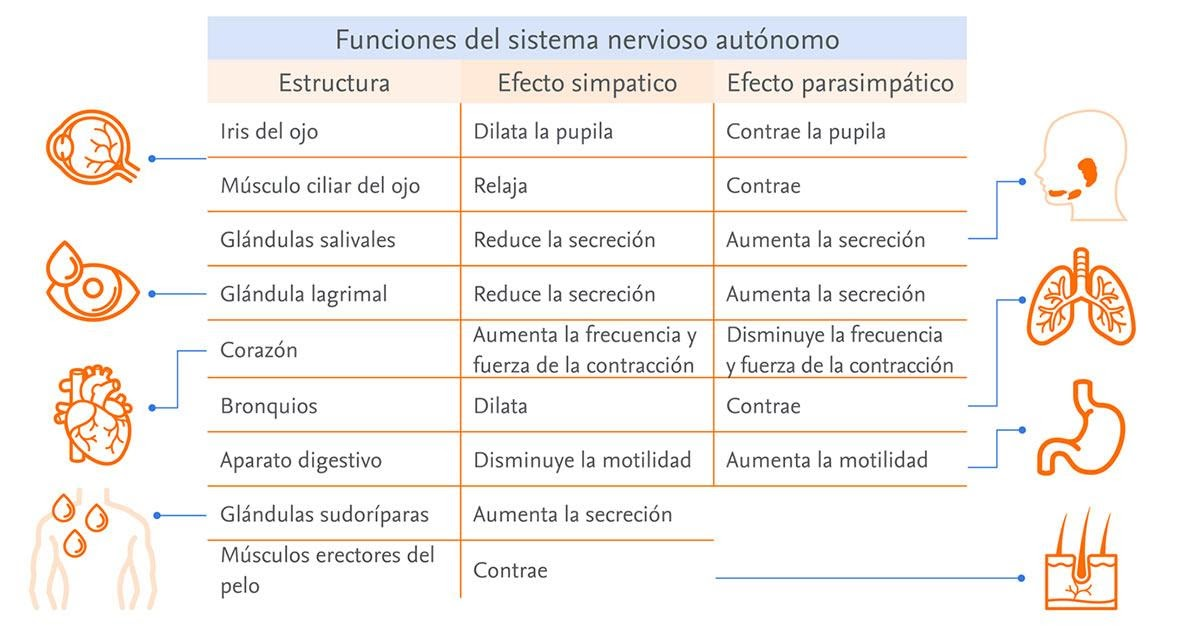 Funciones del sistema nervioso autónomo
Estructura Efecto simpatico Efecto parasimpático
Iris del ojo Dilata la pupila Contrae la pupila
Músculo ciliar del ojo Relaja Contrae
Glándulas salivales Reduce la secreción Aumenta la secreción
Glándula lagrimal Reduce la secreción Aumenta la secreción
Corazón Aumenta la frecuencia y Disminuye la frecuencia
fuerza de la contracción y fuerza de la contracción
Bronquios Dilata Contrae
Aparato digestivo Disminuye la motilidad Aumenta la motilidad
Glándulas sudoríparas Aumenta la secreción
Músculos erectores del
pelo Contrae